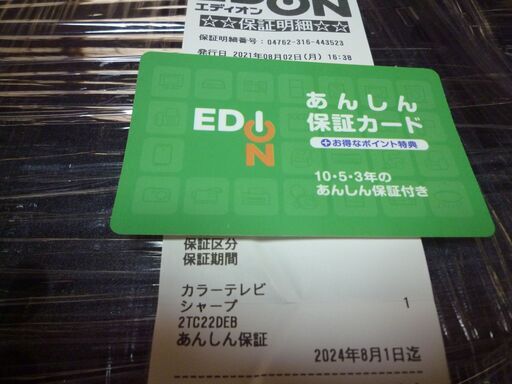 EDION
エディオン
☆☆保証明細☆☆
保証明細番号：04762-316-443523
発行日 2021年08月02日(月) 16:38
EDION
あんしん
保証カード
+お得なポイント特典
10・5・3年の
あんしん保証付き
保証区分
保証期間
カラーテレビ
シャープ 1
2TC22DEB
あんしん保証
2024年8月1日迄